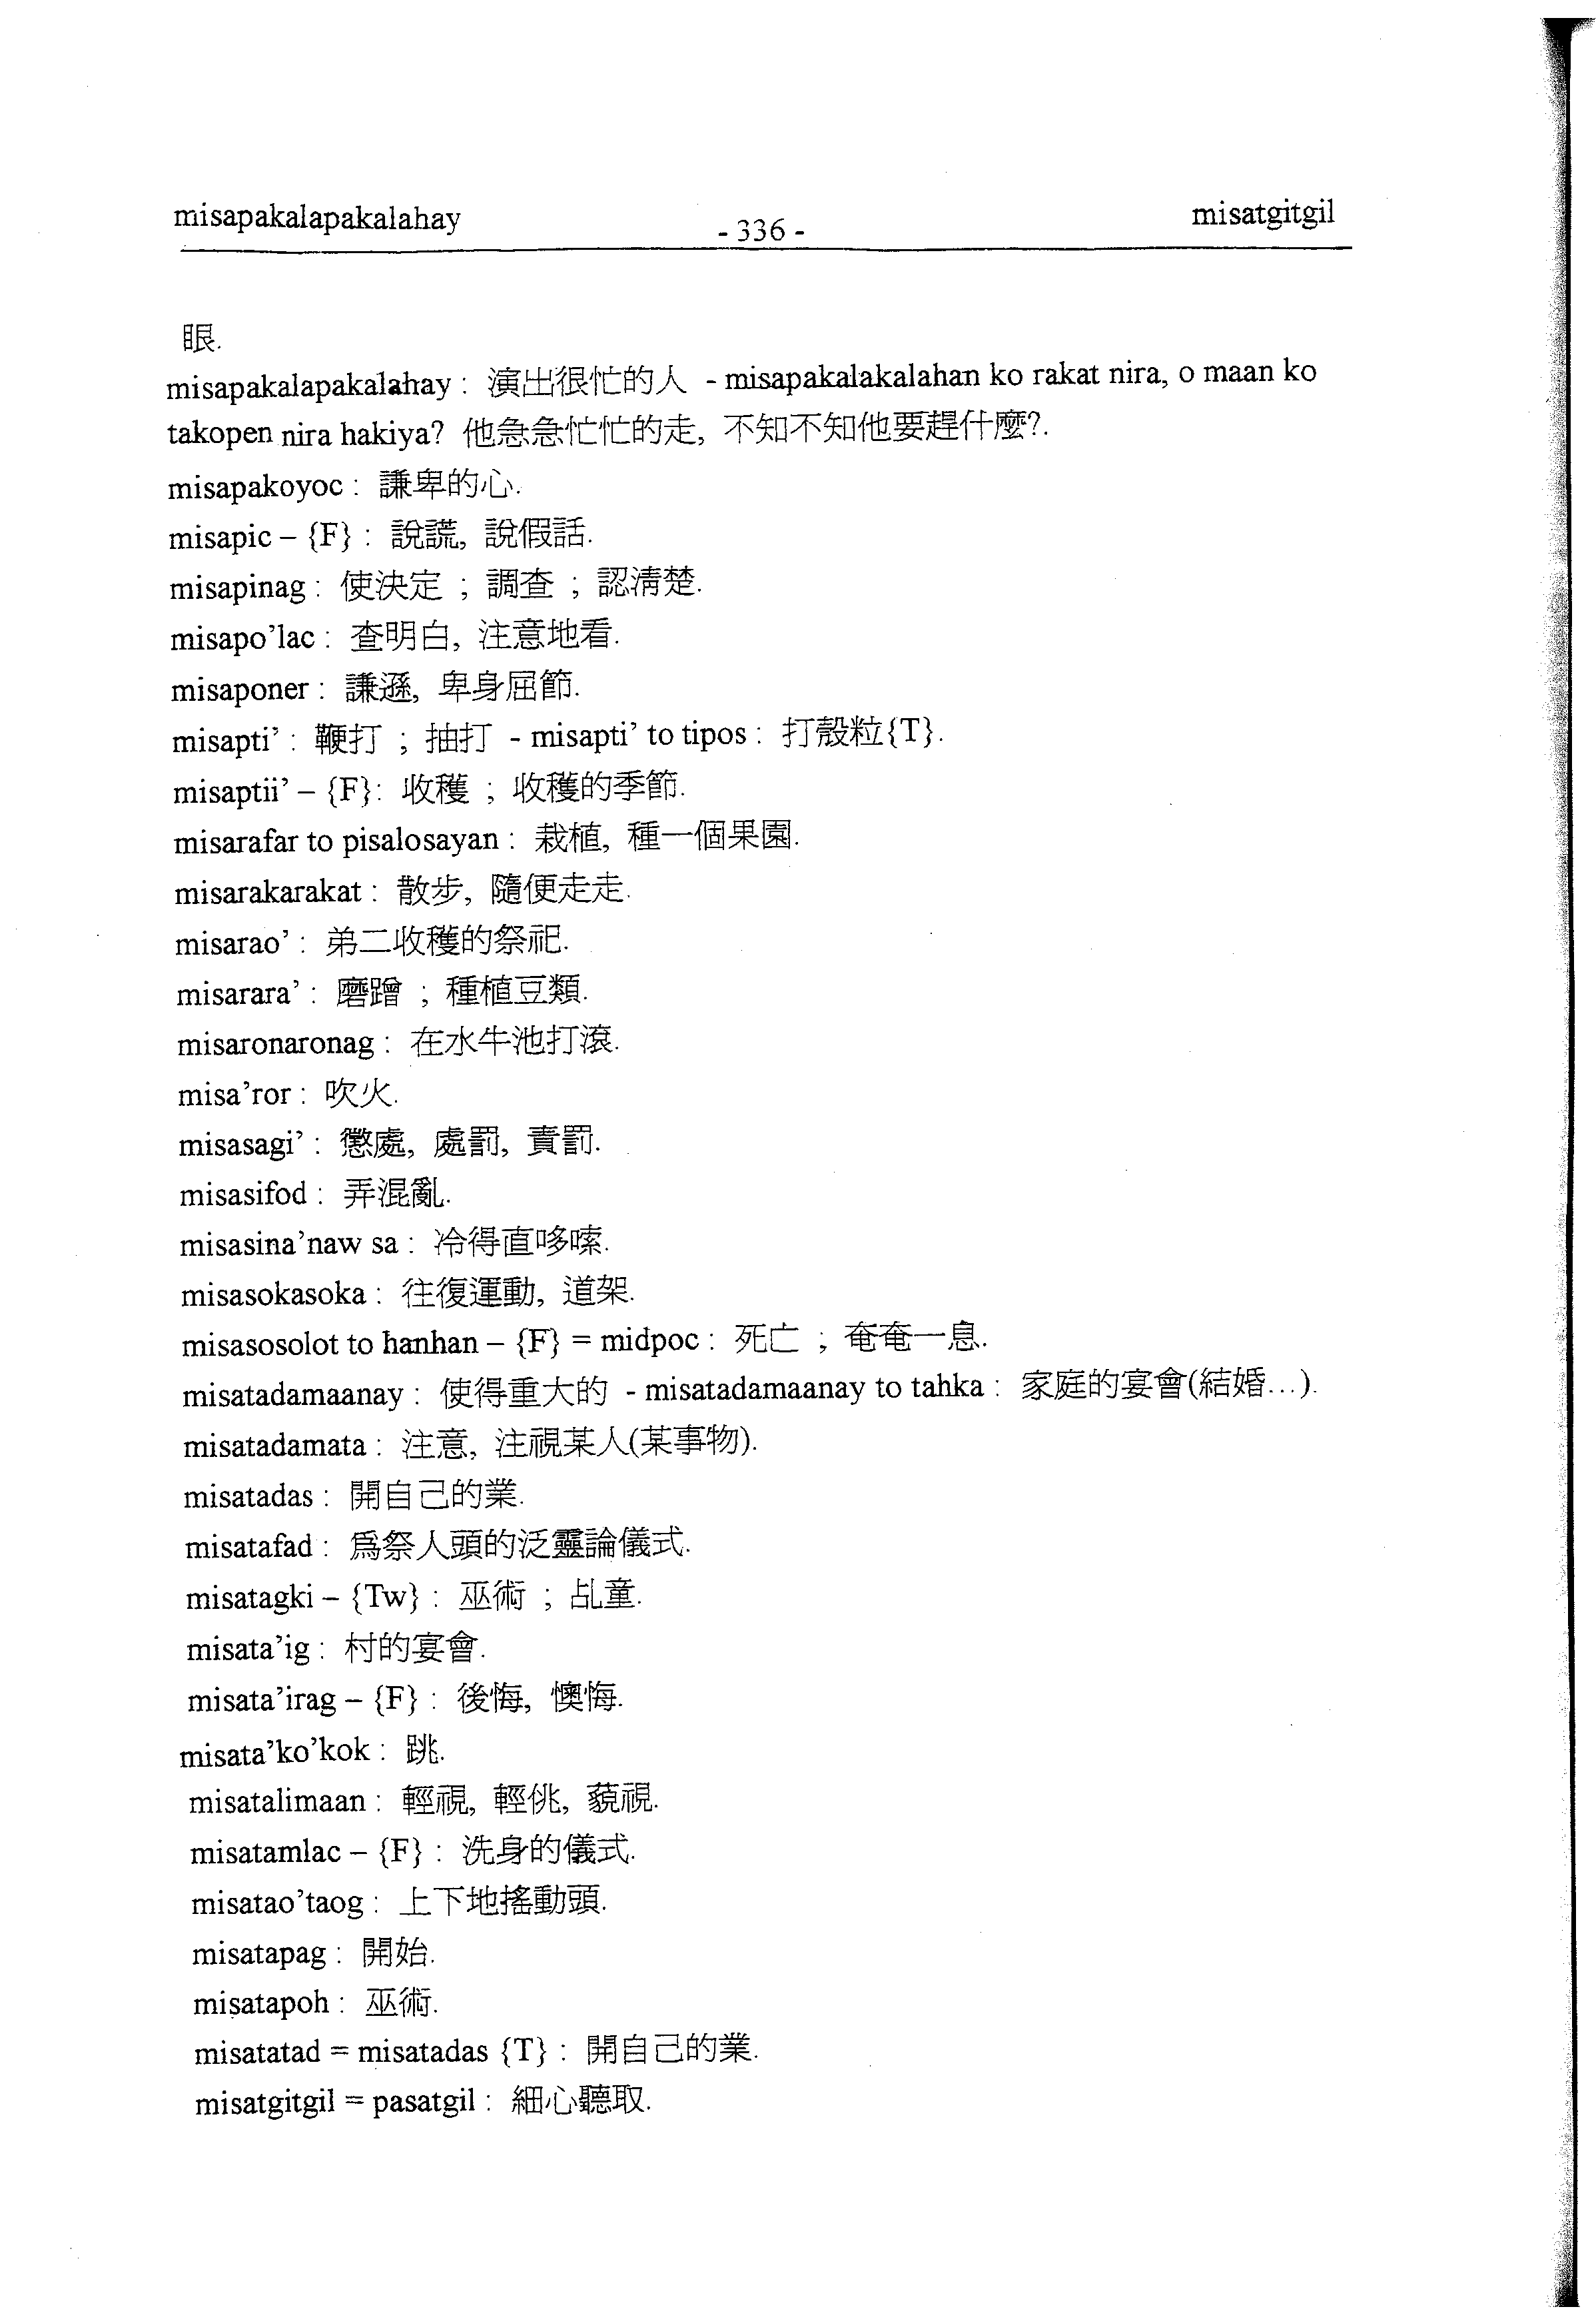 misapakalapakalahay - 336 - misatgitgil
眼.
misapakalapakalahay : 演出很忙的人 - misapakalakalahan ko rakat nira, o maan ko
takopen nira hakiya? 他急急忙忙的走, 不知不知他要趕什麼?.
misapakoyoc : 謙卑的心.
misapic – {F} : 說謊, 說假話.
misapinag : 使決定 ; 調查 ; 認清楚.
misapo’lac : 查明白, 注意地看.
misaponer : 謙遜, 卑身屈節.
misapti’ : 鞭打 ; 抽打 - misapti’ to tipos : 打殼粒{T}.
misaptii’ – {F}: 收穫 ; 收穫的季節.
misarafar to pisalosayan : 栽植, 種一個果園.
misarakarakat : 散步, 隨便走走.
misarao’ : 弟二收穫的祭祀.
misarara’ : 磨蹭 ; 種植豆類.
misaronaronag : 在水牛池打滾.
misa’ror : 吹火.
misasagi’ : 懲處, 處罰, 責罰.
misasifod : 弄混亂.
misasina’naw sa : 冷得直哆嗦.
misasokasoka : 往復運動, 道架.
misasosolot to hanhan – {F} = midpoc : 死亡 ; 奄奄一息.
misatadamaanay : 使得重大的 - misatadamaanay to tahka : 家庭的宴會(結婚...).
misatadamata : 注意, 注視某人(某事物).
misatadas : 開自己的業.
misatafad : 爲祭人頭的泛靈論儀式.
misatagki – {Tw} : 巫術 ; 乩童.
misata’ig : 村的宴會.
misata’irag – {F} : 後悔, 懊悔.
misata’ko’kok : 跳.
misatalimaan : 輕視, 輕佻, 藐視.
misatamlac – {F} : 洗身的儀式.
misatao’taog : 上下地搖動頭.
misatapag : 開始.
misatapoh : 巫術.
misatatad = misatadas {T} : 開自己的業.
misatgitgil = pasatgil : 細心聽取.